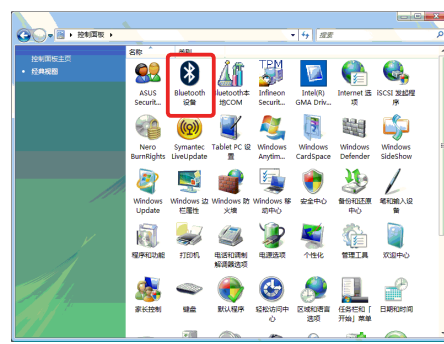 控制面板
搜索
控制面板主页
经典视图
名称
类别
ASUS
Securit...
Bluetooth
设备
Bluetooth本
地COM
Infineon
Securit...
Intel(R)
GMA Driv...
Internet 选
项
iSCSI 发起程
序
Nero
BurnRights
Symantec
LiveUpdate
Tablet PC 设
置
Windows
Anytim...
Windows
CardSpace
Windows
Defender
Windows
SideShow
Windows
Update
Windows 边
栏属性
Windows 防
火墙
Windows 移
动中心
安全中心
备份和还原
中心
笔和输入设
备
程序和功能
打印机
电话和调制
解调器选项
电源选项
个性化
管理工具
欢迎中心
家长控制
键盘
默认程序
轻松访问中
心
区域和语言
选项
任务栏和「
开始」菜单
日期和时间